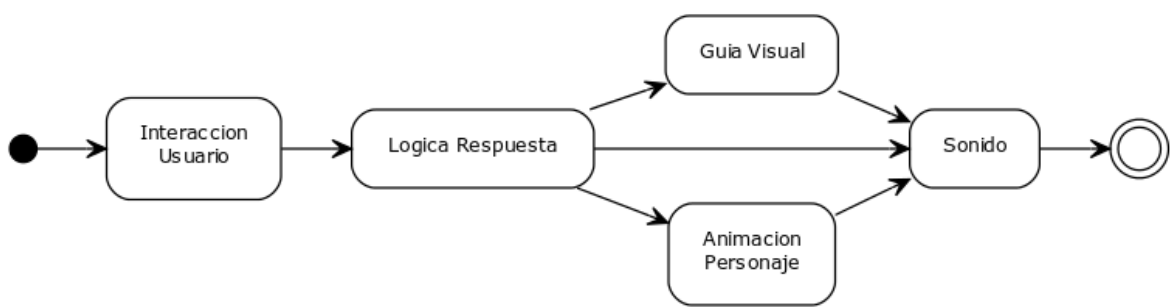 Guia Visual
Interaccion
Usuario
Logica Respuesta
Sonido
Animacion
Personaje